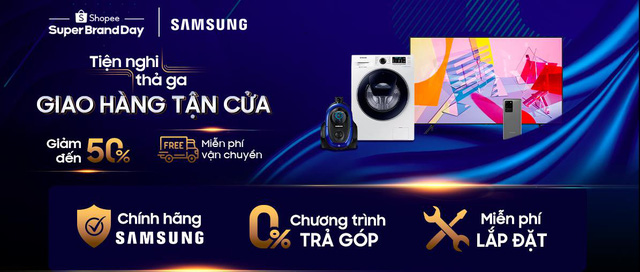 Shopee
Super Brand Day
SAMSUNG
Tiện nghi
thả ga
GIAO HÀNG TẬN CỬA
Giảm
đến 50%
FREE
Miễn phí
vận chuyển
Chính hãng
SAMSUNG
0%
Chương trình
TRẢ GÓP
Miễn phí
LẮP ĐẶT